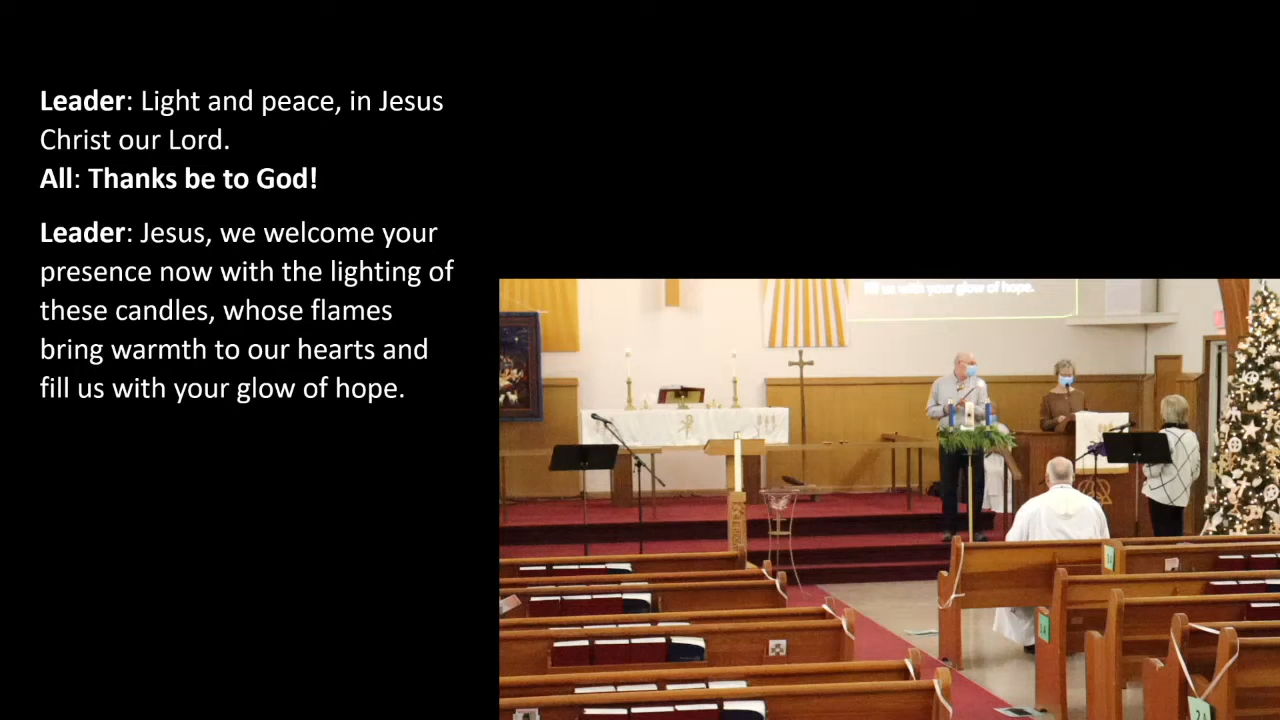 Leader: Light and peace, in Jesus
Christ our Lord.
All: Thanks be to God!
Leader: Jesus, we welcome your
presence now with the lighting of
these candles, whose flames
bring warmth to our hearts and
fill us with your glow of hope.
fill us with your glow of hope.